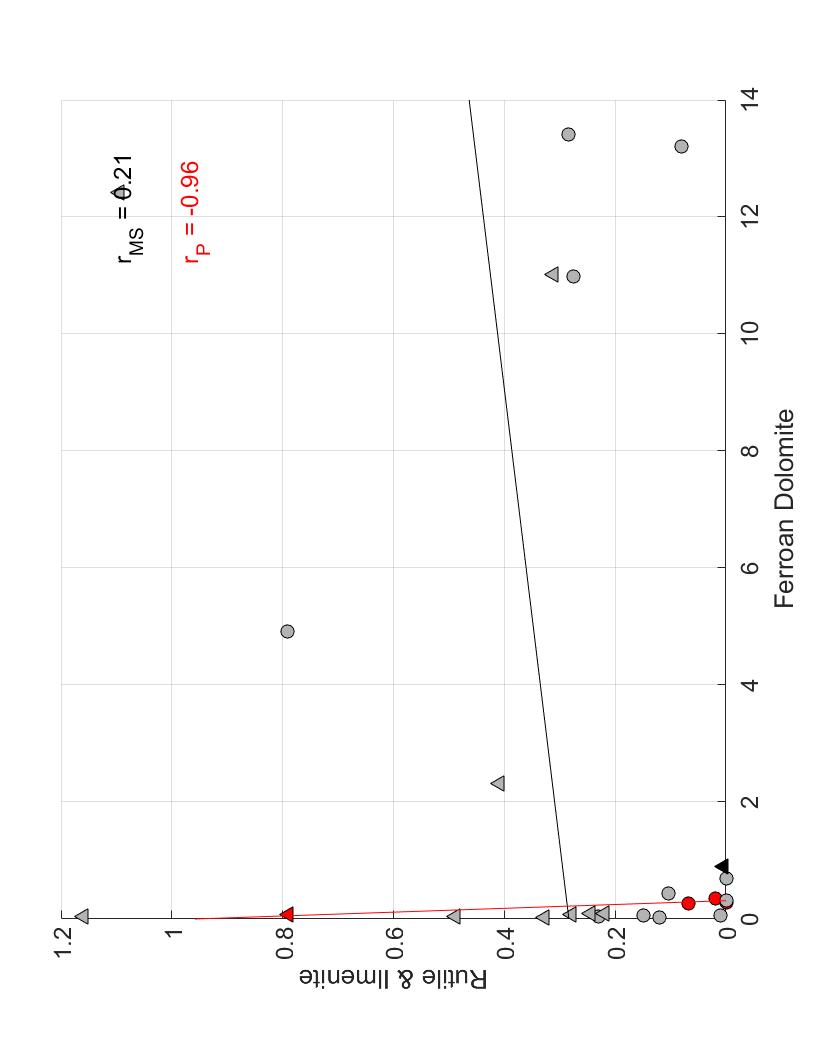 1.2
1
0.8
0.6
0.4
0.2
0
0 2 4 6 8 10 12 14
Rutile & Ilmenite
Ferroan Dolomite
r_MS = 0.21
r_P = -0.96